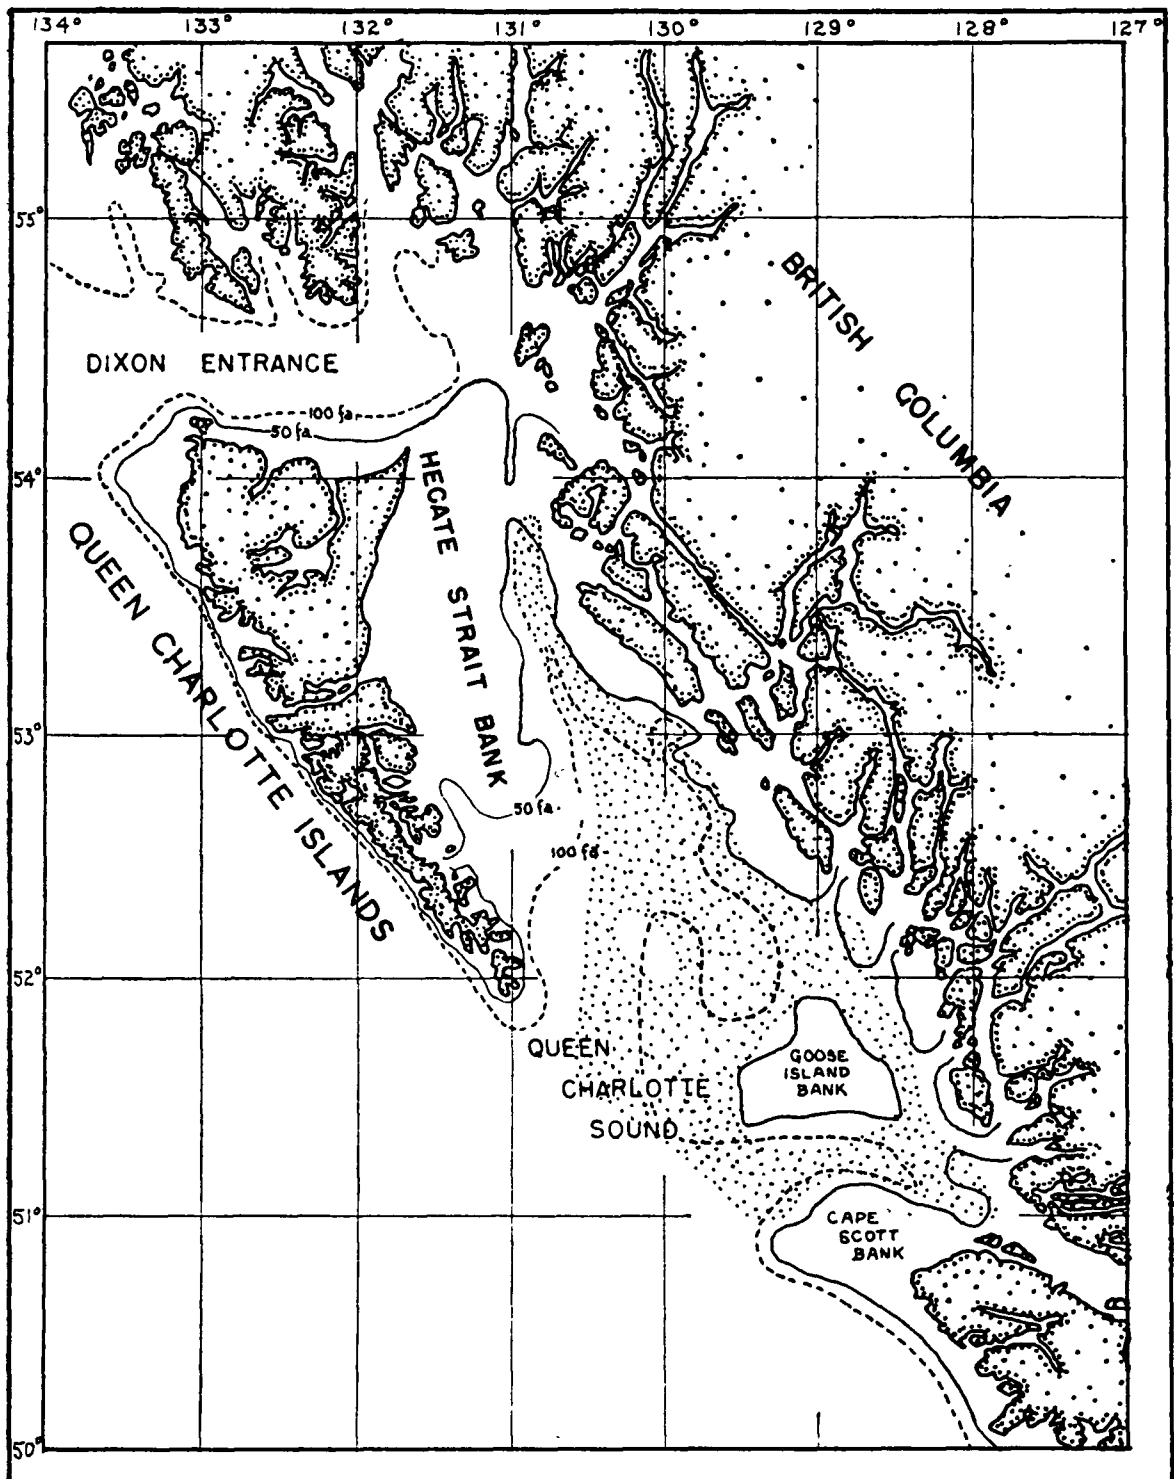 134° 133° 132° 131° 130° 129° 128° 127°
55°
BRITISH
COLUMBIA
DIXON ENTRANCE
100 fa.
50 fa.
54°
HECATE STRAIT BANK
QUEEN CHARLOTTE ISLANDS
53°
50 fa.
100 fa.
52°
QUEEN
CHARLOTTE
SOUND
GOOSE
ISLAND
BANK
51°
CAPE
SCOTT
BANK
50°